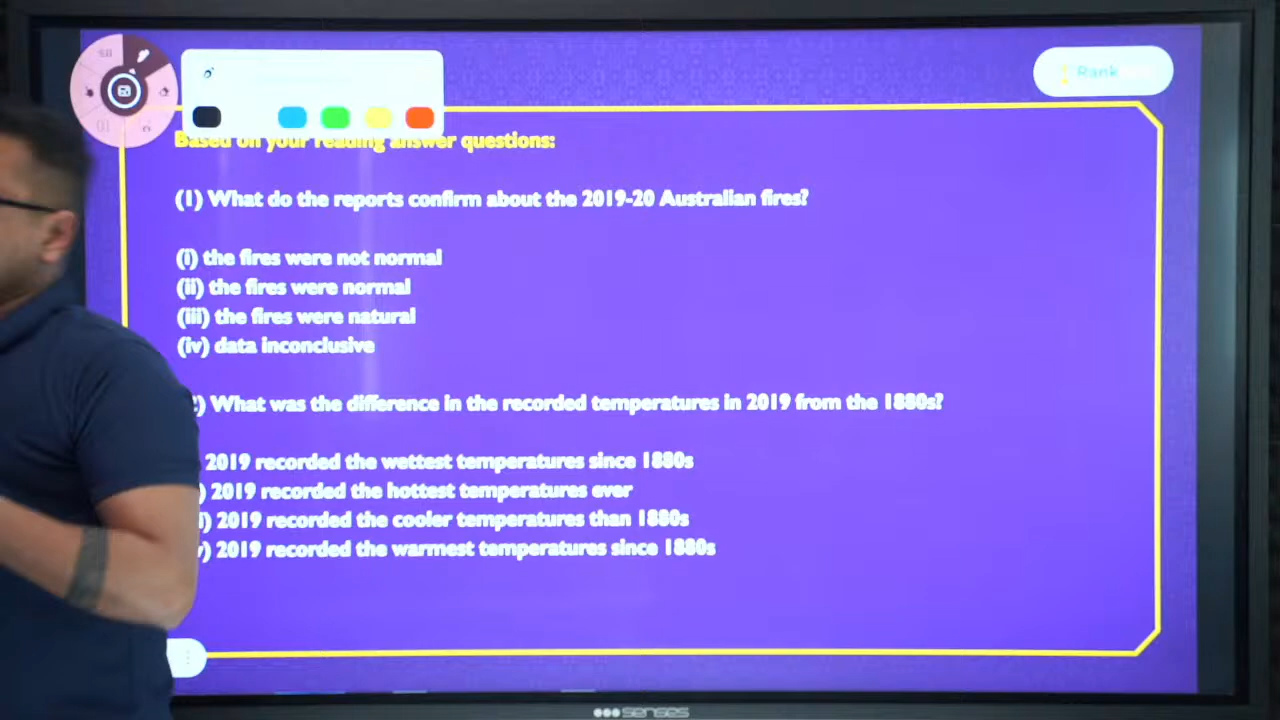 Rank
Based on your reading answer questions:
(1) What do the reports confirm about the 2019-20 Australian fires?
(i) the fires were not normal
(ii) the fires were normal
(iii) the fires were natural
(iv) data inconclusive
) What was the difference in the recorded temperatures in 2019 from the 1880s?
2019 recorded the wettest temperatures since 1880s
) 2019 recorded the hottest temperatures ever
) 2019 recorded the cooler temperatures than 1880s
) 2019 recorded the warmest temperatures since 1880s
senses